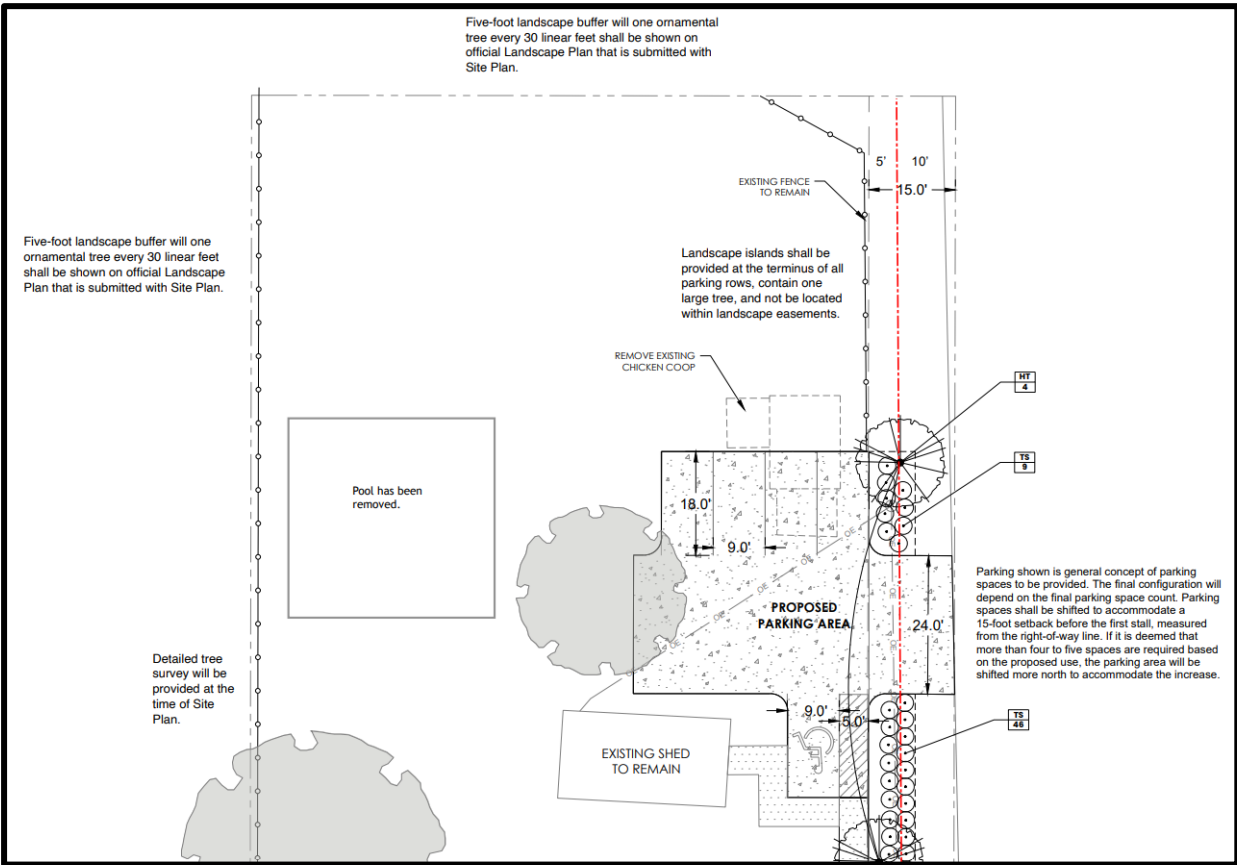 Five-foot landscape buffer will one ornamental
tree every 30 linear feet shall be shown on
official Landscape Plan that is submitted with
Site Plan.
5' 10'
15.0'
EXISTING FENCE
TO REMAIN
Five-foot landscape buffer will one
ornamental tree every 30 linear feet
shall be shown on official Landscape
Plan that is submitted with Site Plan.
Landscape islands shall be
provided at the terminus of all
parking rows, contain one
large tree, and not be located
within landscape easements.
REMOVE EXISTING
CHICKEN COOP
HT
4
TS
9
Pool has been
removed.
18.0'
9.0'
OE
OE
OE
OE
OE
OE
PROPOSED
PARKING AREA
24.0'
Parking shown is general concept of parking
spaces to be provided. The final configuration will
depend on the final parking space count. Parking
spaces shall be shifted to accommodate a
15-foot setback before the first stall, measured
from the right-of-way line. If it is deemed that
more than four to five spaces are required based
on the proposed use, the parking area will be
shifted more north to accommodate the increase.
Detailed tree
survey will be
provided at the
time of Site
Plan.
9.0'
5.0'
TS
46
EXISTING SHED
TO REMAIN